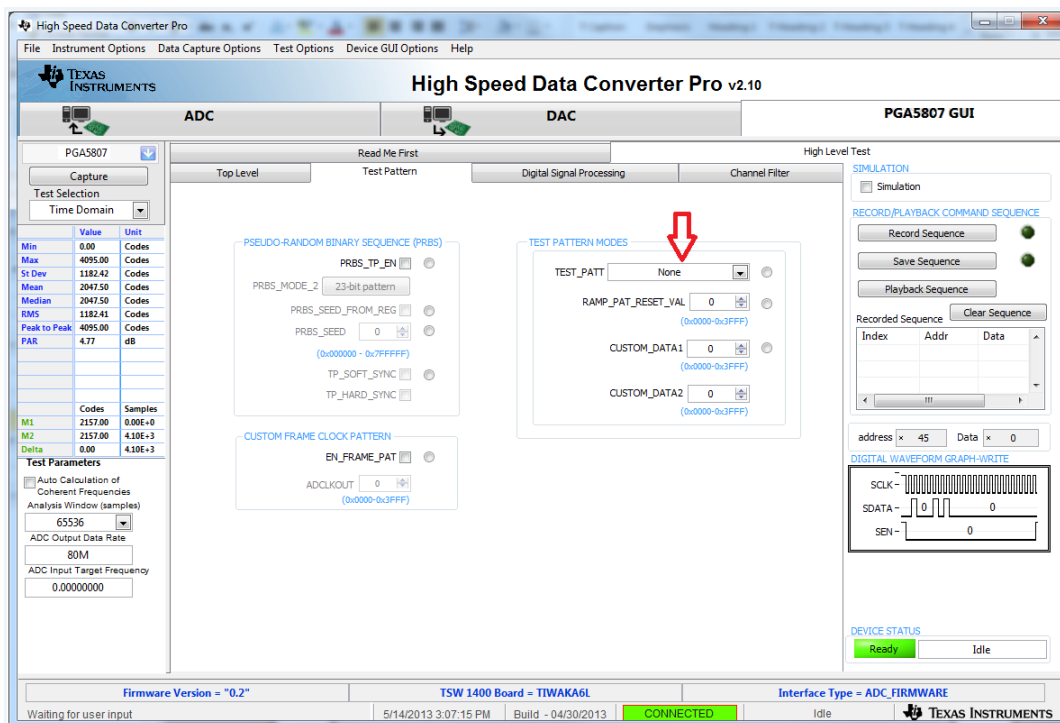 High Speed Data Converter Pro
File Instrument Options Data Capture Options Test Options Device GUI Options Help
TEXAS INSTRUMENTS
High Speed Data Converter Pro v2.10
ADC
DAC
PGA5807 GUI
PGA5807
Capture
Test Selection
Time Domain
Value Unit
Min 0.00 Codes
Max 4095.00 Codes
St Dev 1182.42 Codes
Mean 2047.50 Codes
Median 2047.50 Codes
RMS 1182.41 Codes
Peak to Peak 4095.00 Codes
PAR 4.77 dB
Codes Samples
M1 2157.00 0.00E+0
M2 2157.00 4.10E+3
Delta 0.00 4.10E+3
Test Parameters
Auto Calculation of
Coherent Frequencies
Analysis Window (samples)
65536
ADC Output Data Rate
80M
ADC Input Target Frequency
0.00000000
Read Me First
High Level Test
Top Level
Test Pattern
Digital Signal Processing
Channel Filter
PSEUDO-RANDOM BINARY SEQUENCE (PRBS)
PRBS_TP_EN
PRBS_MODE_2 23-bit pattern
PRBS_SEED_FROM_REG
PRBS_SEED 0
(0x000000 - 0x7FFFFF)
TP_SOFT_SYNC
TP_HARD_SYNC
CUSTOM FRAME CLOCK PATTERN
EN_FRAME_PAT
ADCLKOUT 0
(0x0000-0x3FFF)
TEST PATTERN MODES
TEST_PATT None
RAMP_PAT_RESET_VAL 0
(0x0000-0x3FFF)
CUSTOM_DATA1 0
(0x0000-0x3FFF)
CUSTOM_DATA2 0
(0x0000-0x3FFF)
SIMULATION
Simulation
RECORD/PLAYBACK COMMAND SEQUENCE
Record Sequence
Save Sequence
Playback Sequence
Recorded Sequence Clear Sequence
Index Addr Data
address x 45 Data x 0
DIGITAL WAVEFORM GRAPH-WRITE
SCLK
SDATA 0 0
SEN 0
DEVICE STATUS
Ready Idle
Firmware Version = "0.2"
TSW 1400 Board = TIWAKA6L
Interface Type = ADC_FIRMWARE
Waiting for user input
5/14/2013 3:07:15 PM
Build - 04/30/2013
CONNECTED
Idle
TEXAS INSTRUMENTS